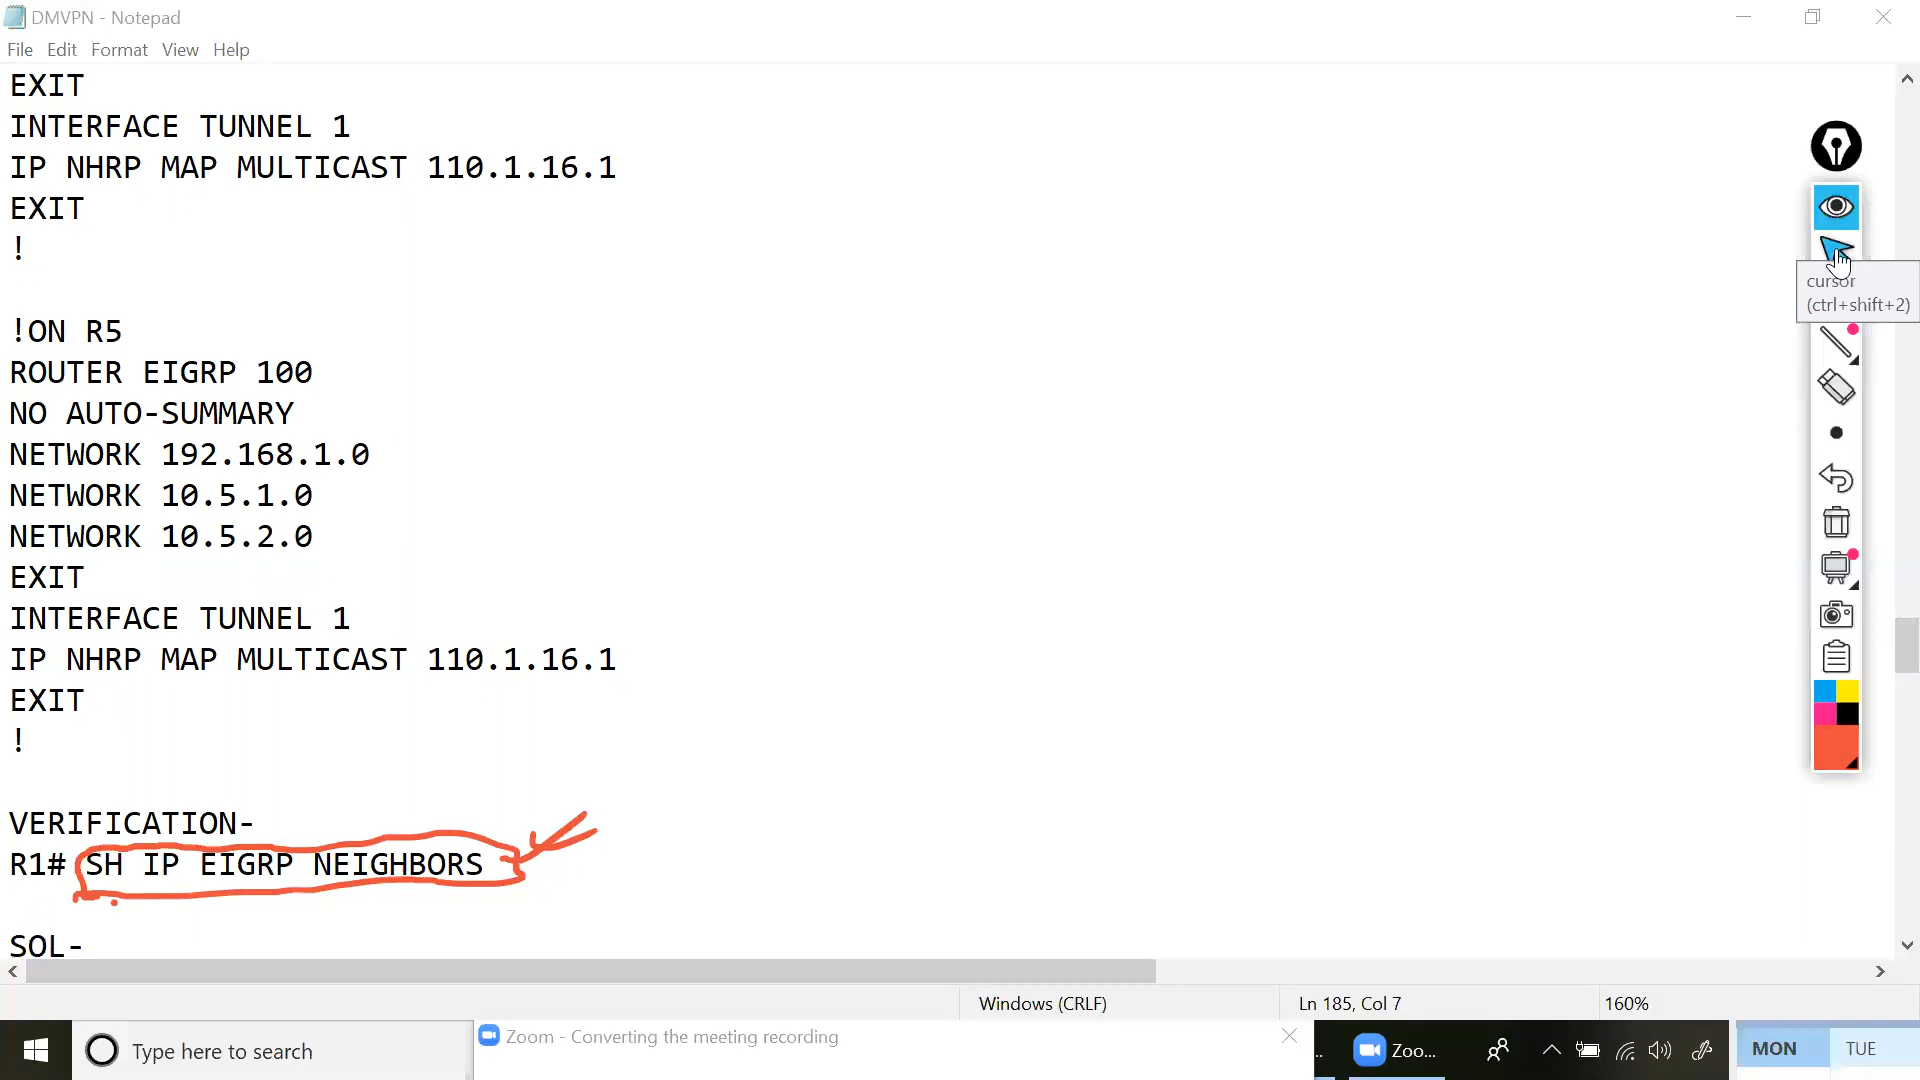 DMVPN - Notepad
File Edit Format View Help
EXIT
INTERFACE TUNNEL 1
IP NHRP MAP MULTICAST 110.1.16.1
EXIT
!
cursor
(ctrl+shift+2)
!ON R5
ROUTER EIGRP 100
NO AUTO-SUMMARY
NETWORK 192.168.1.0
NETWORK 10.5.1.0
NETWORK 10.5.2.0
EXIT
INTERFACE TUNNEL 1
IP NHRP MAP MULTICAST 110.1.16.1
EXIT
!
VERIFICATION-
R1# SH IP EIGRP NEIGHBORS
SOL-
Windows (CRLF) Ln 185, Col 7 160%
Type here to search Zoom - Converting the meeting recording .. Zoo... MON TUE